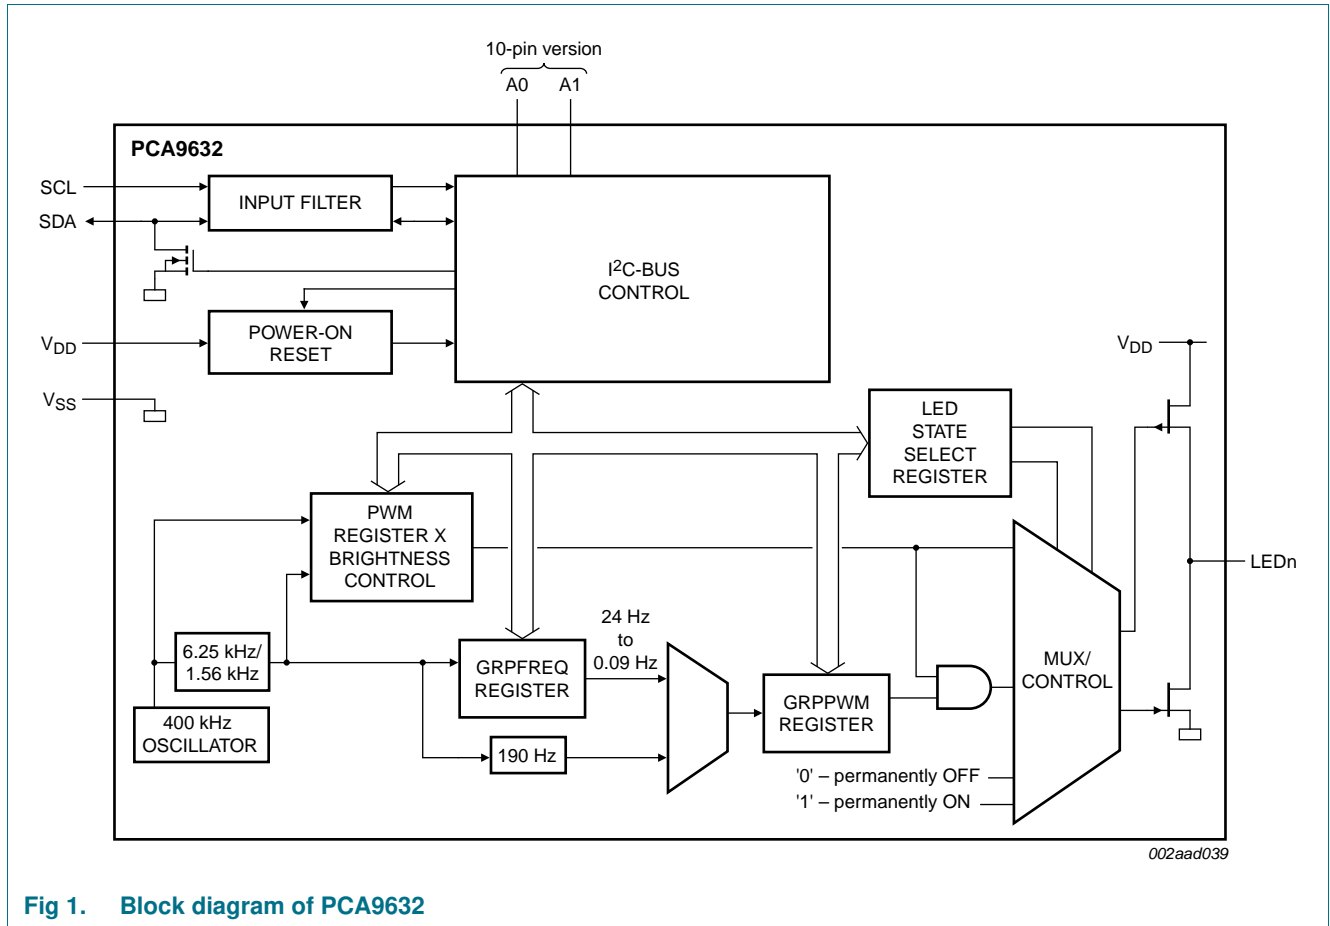 10-pin version
A0 A1
PCA9632
SCL
SDA
INPUT FILTER
I2C-BUS
CONTROL
VDD
POWER-ON
RESET
VSS
VDD
LED
STATE
SELECT
REGISTER
PWM
REGISTER X
BRIGHTNESS
CONTROL
LEDn
24 Hz
to
0.09 Hz
6.25 kHz/
1.56 kHz
GRPFREQ
REGISTER
MUX/
CONTROL
GRPPWM
REGISTER
400 kHz
OSCILLATOR
190 Hz
'0' – permanently OFF
'1' – permanently ON
002aad039
Fig 1. Block diagram of PCA9632